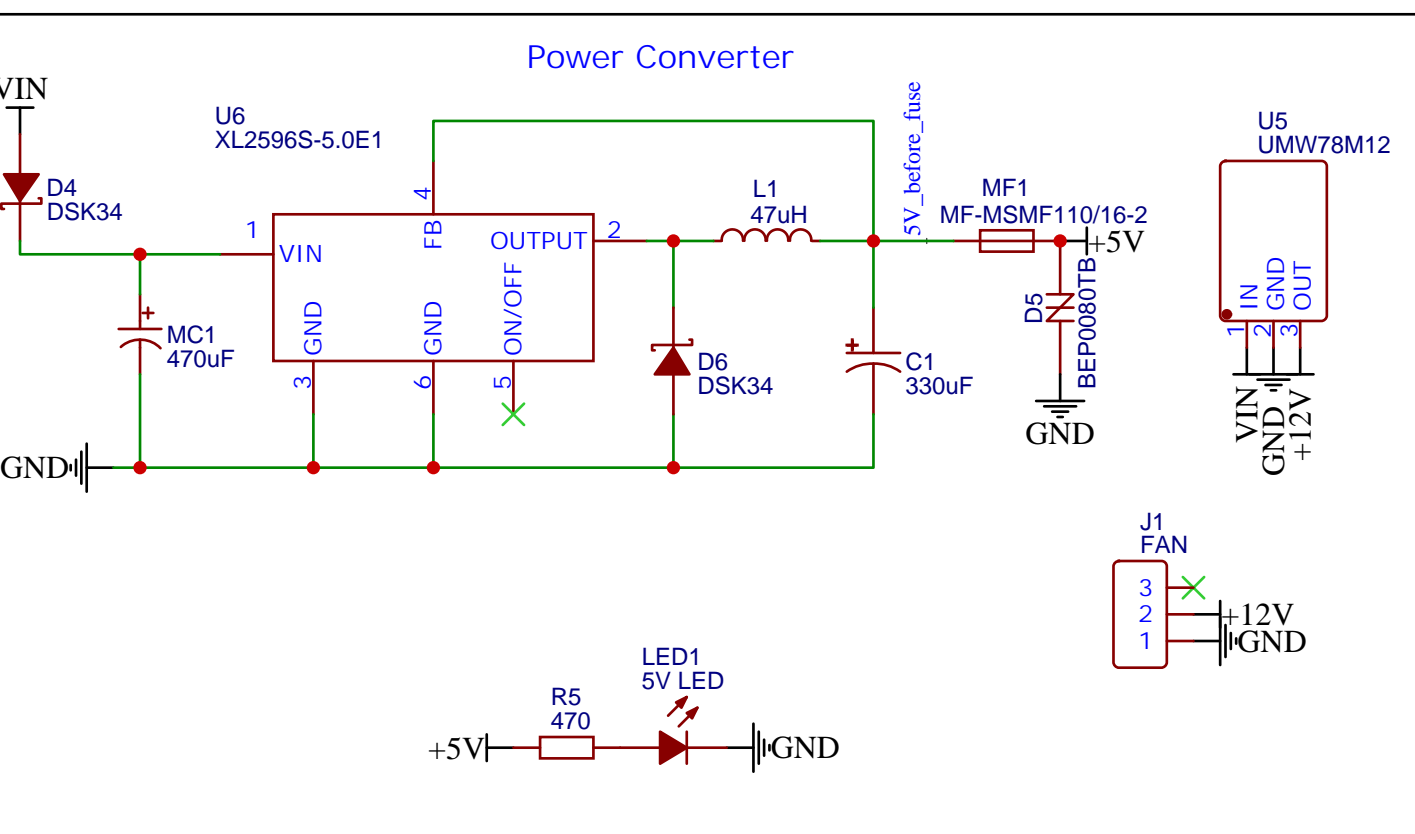 Power Converter
VIN
U6
XL2596S-5.0E1
D4
DSK34
1
VIN
4
FB
OUTPUT
2
GND
GND
ON/OFF
3
6
5
MC1
470uF
GND
L1
47uH
D6
DSK34
C1
330uF
5V_before_fuse
MF1
MF-MSMF110/16-2
+5V
D5
BEP0080TB
GND
U5
UMW78M12
IN
GND
OUT
1
2
3
VIN
GND
+12V
J1
FAN
3
2
+12V
1
GND
LED1
5V LED
R5
470
+5V
GND